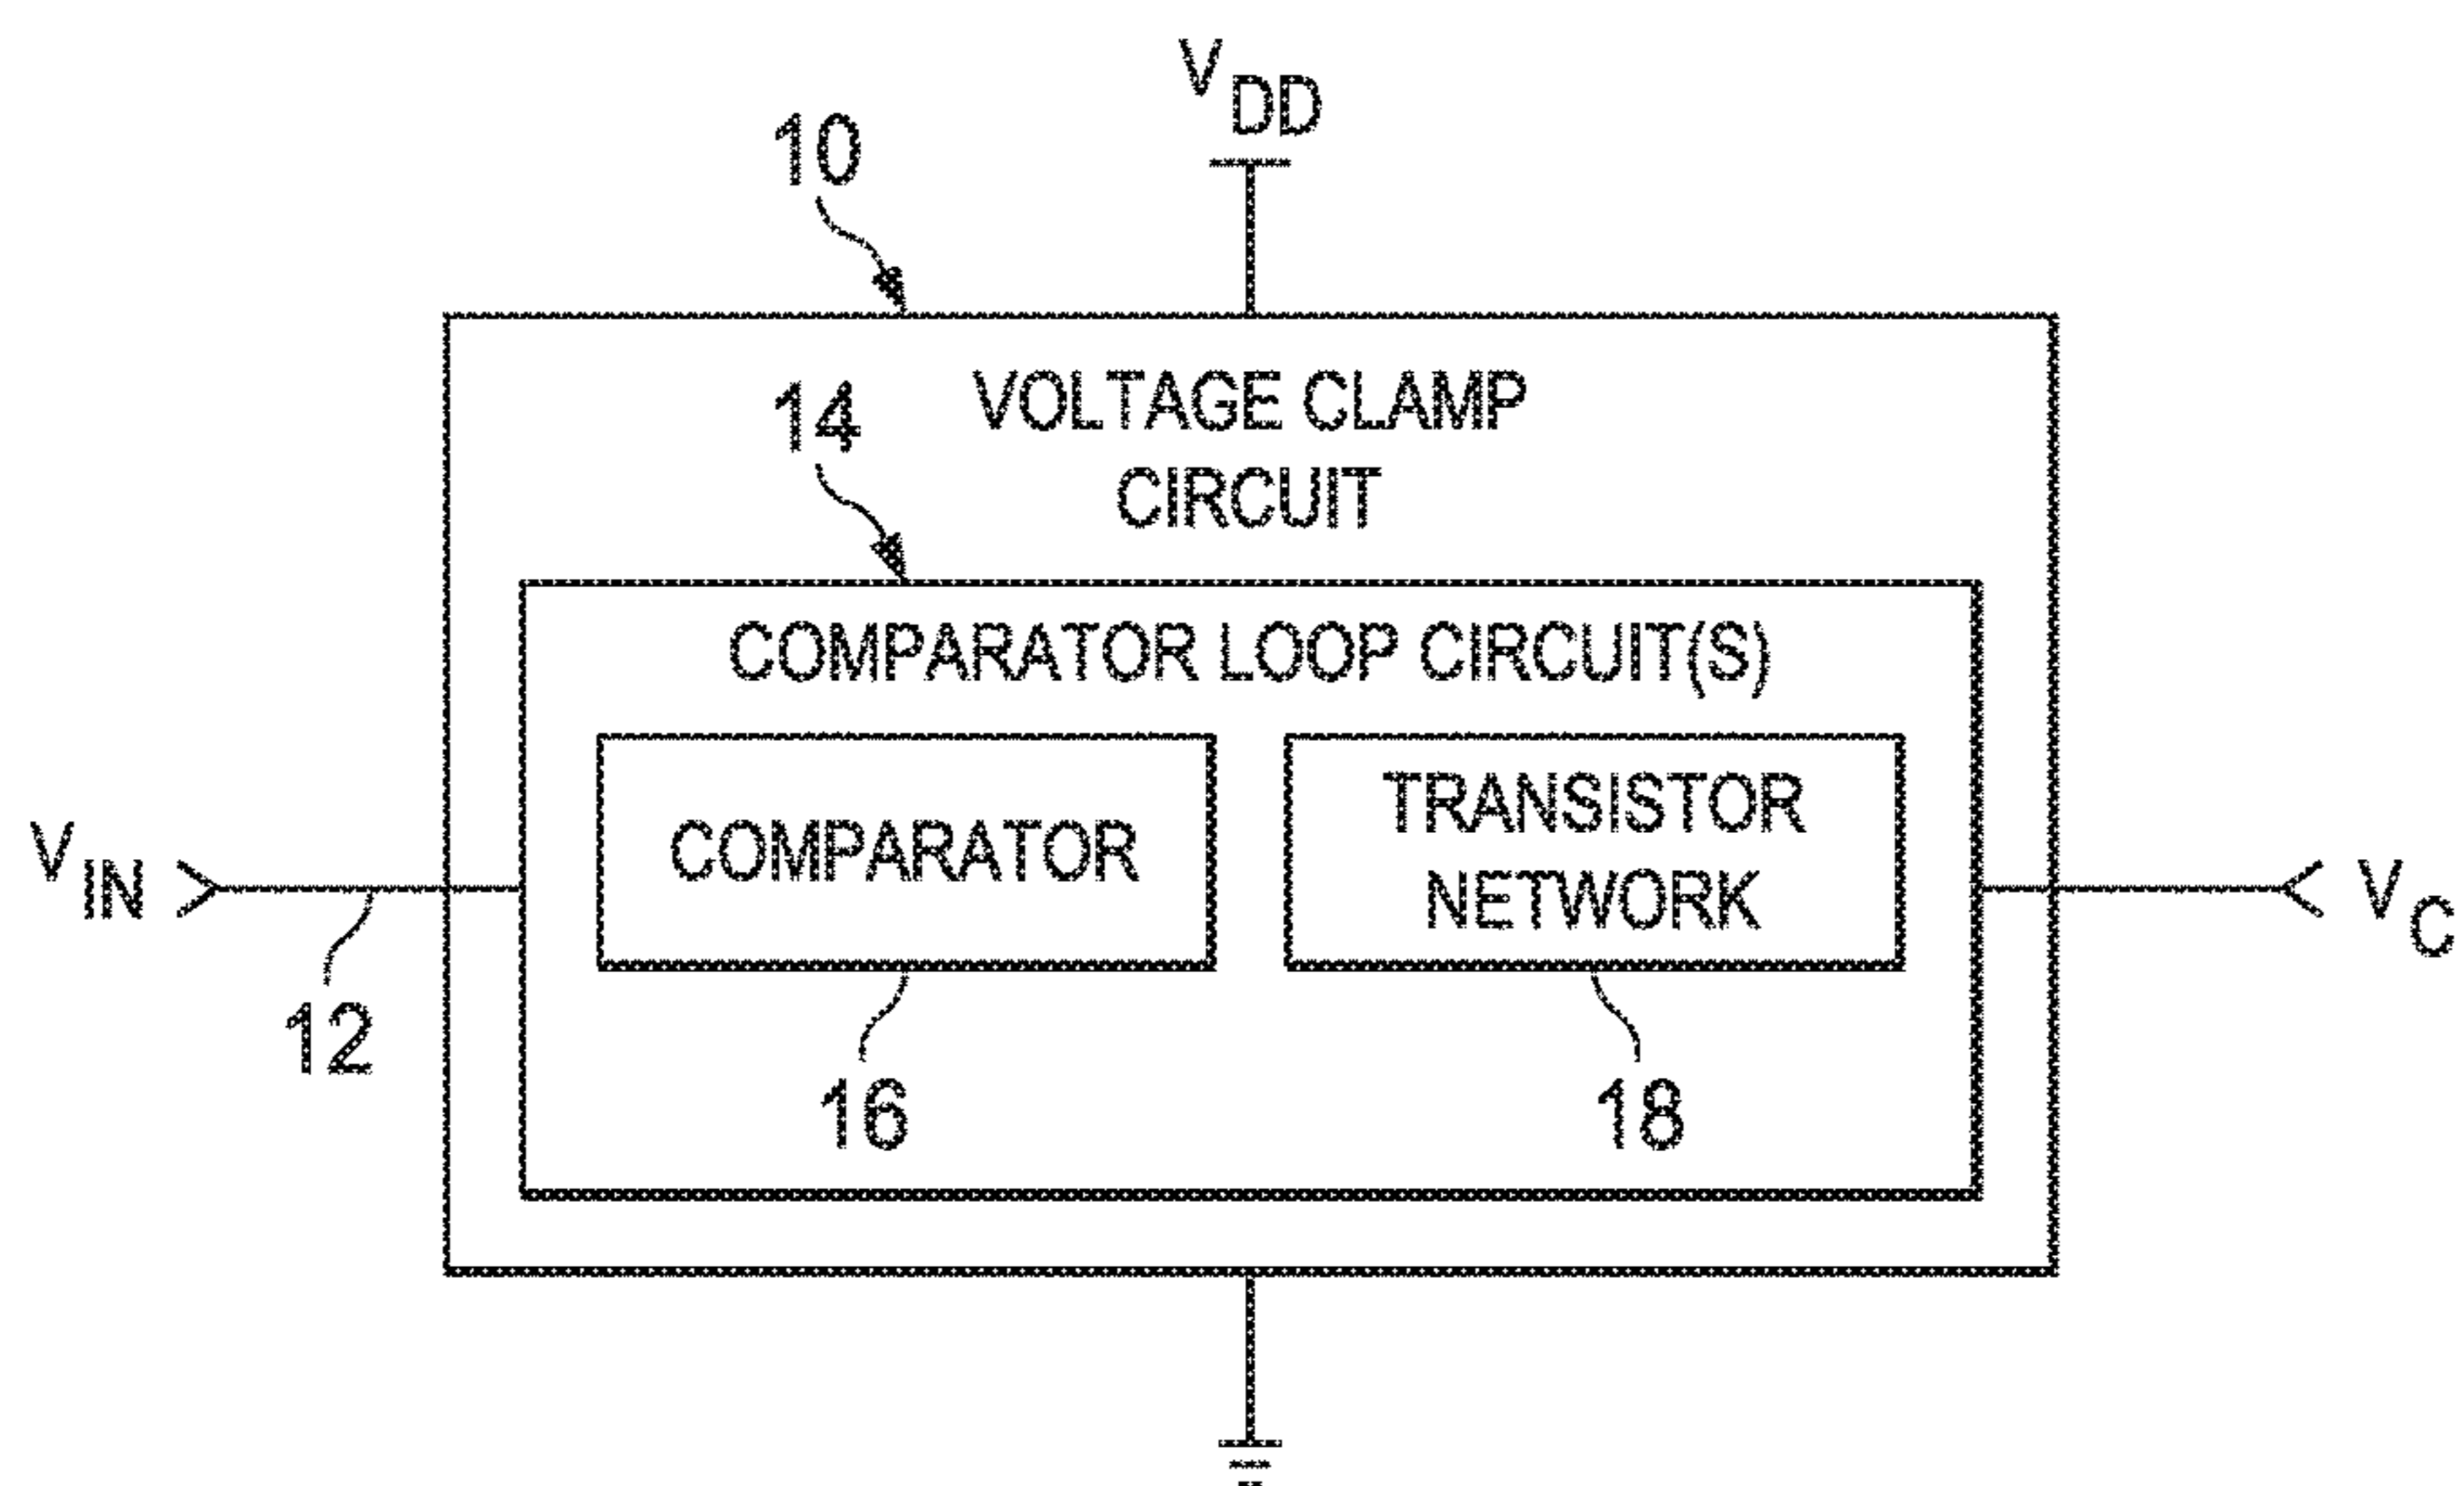 VDD
10
VOLTAGE CLAMP
CIRCUIT
14
COMPARATOR LOOP CIRCUIT(S)
COMPARATOR
TRANSISTOR
NETWORK
VIN
VC
12
16
18